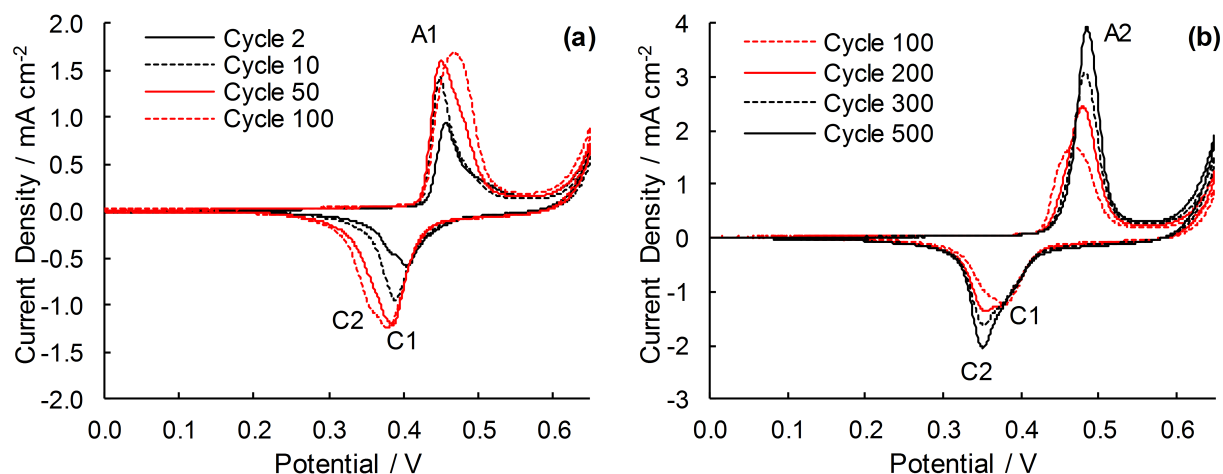 (a)
Cycle 2
Cycle 10
Cycle 50
Cycle 100
A1
C2
C1
2.0
1.5
1.0
0.5
0.0
-0.5
-1.0
-1.5
-2.0
Current Density / mA cm-2
0.0 0.1 0.2 0.3 0.4 0.5 0.6
Potential / V
(b)
Cycle 100
Cycle 200
Cycle 300
Cycle 500
A2
C1
C2
4
3
2
1
0
-1
-2
-3
Current Density / mA cm-2
0.0 0.1 0.2 0.3 0.4 0.5 0.6
Potential / V